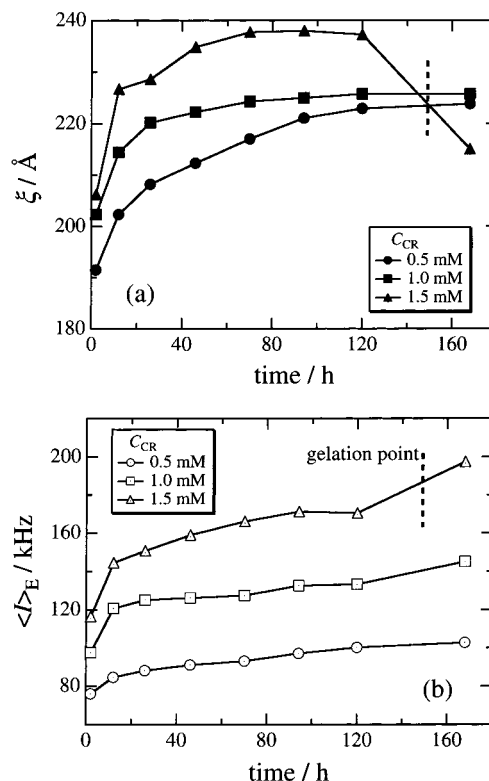 (a)
240
220
200
180
ξ / Å
C_CR
0.5 mM
1.0 mM
1.5 mM
0 40 80 120 160
time / h
200
160
120
80
<I>_E / kHz
C_CR
0.5 mM
1.0 mM
1.5 mM
gelation point
(b)
0 40 80 120 160
time / h